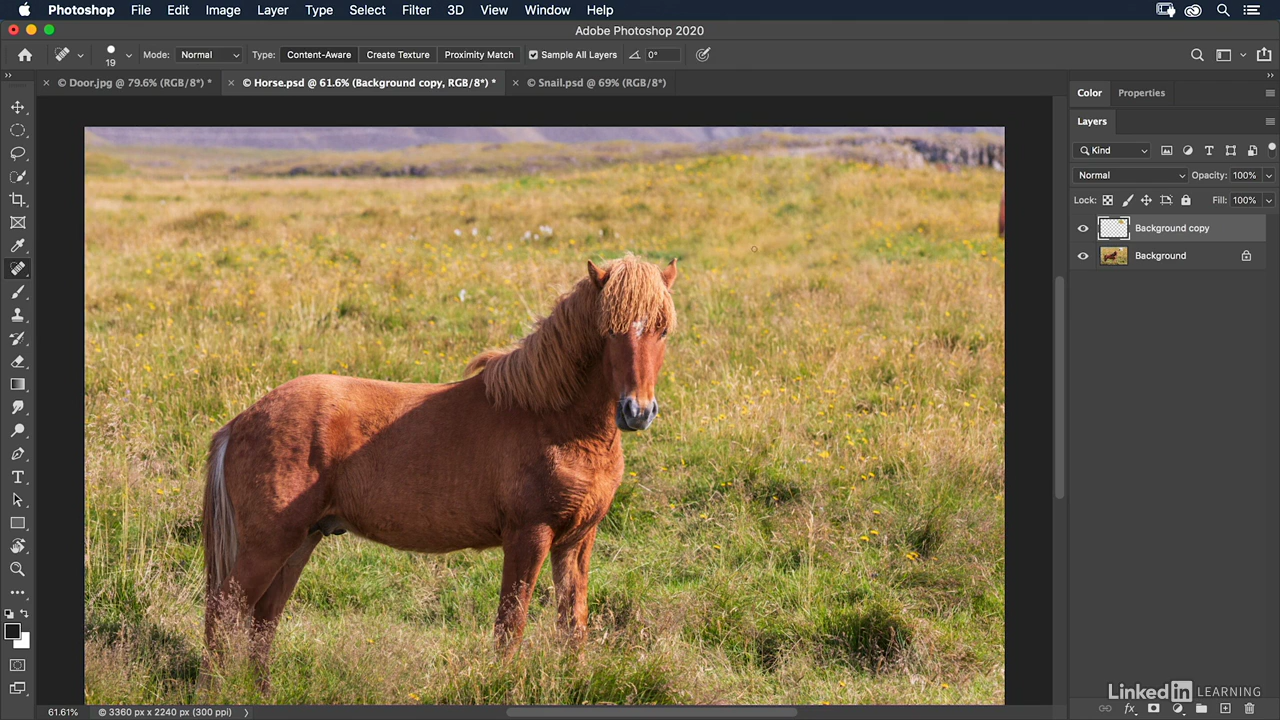 Photoshop File Edit Image Layer Type Select Filter 3D View Window Help
Adobe Photoshop 2020
19 Mode: Normal Type: Content-Aware Create Texture Proximity Match Sample All Layers 0°
© Door.jpg @ 79.6% (RGB/8*) * © Horse.psd @ 61.6% (Background copy, RGB/8*) * © Snail.psd @ 69% (RGB/8*)
Color Properties
Layers
Kind
Normal Opacity: 100%
Lock: Fill: 100%
Background copy
Background
LinkedIn LEARNING
61.61% © 3360 px x 2240 px (300 ppi)